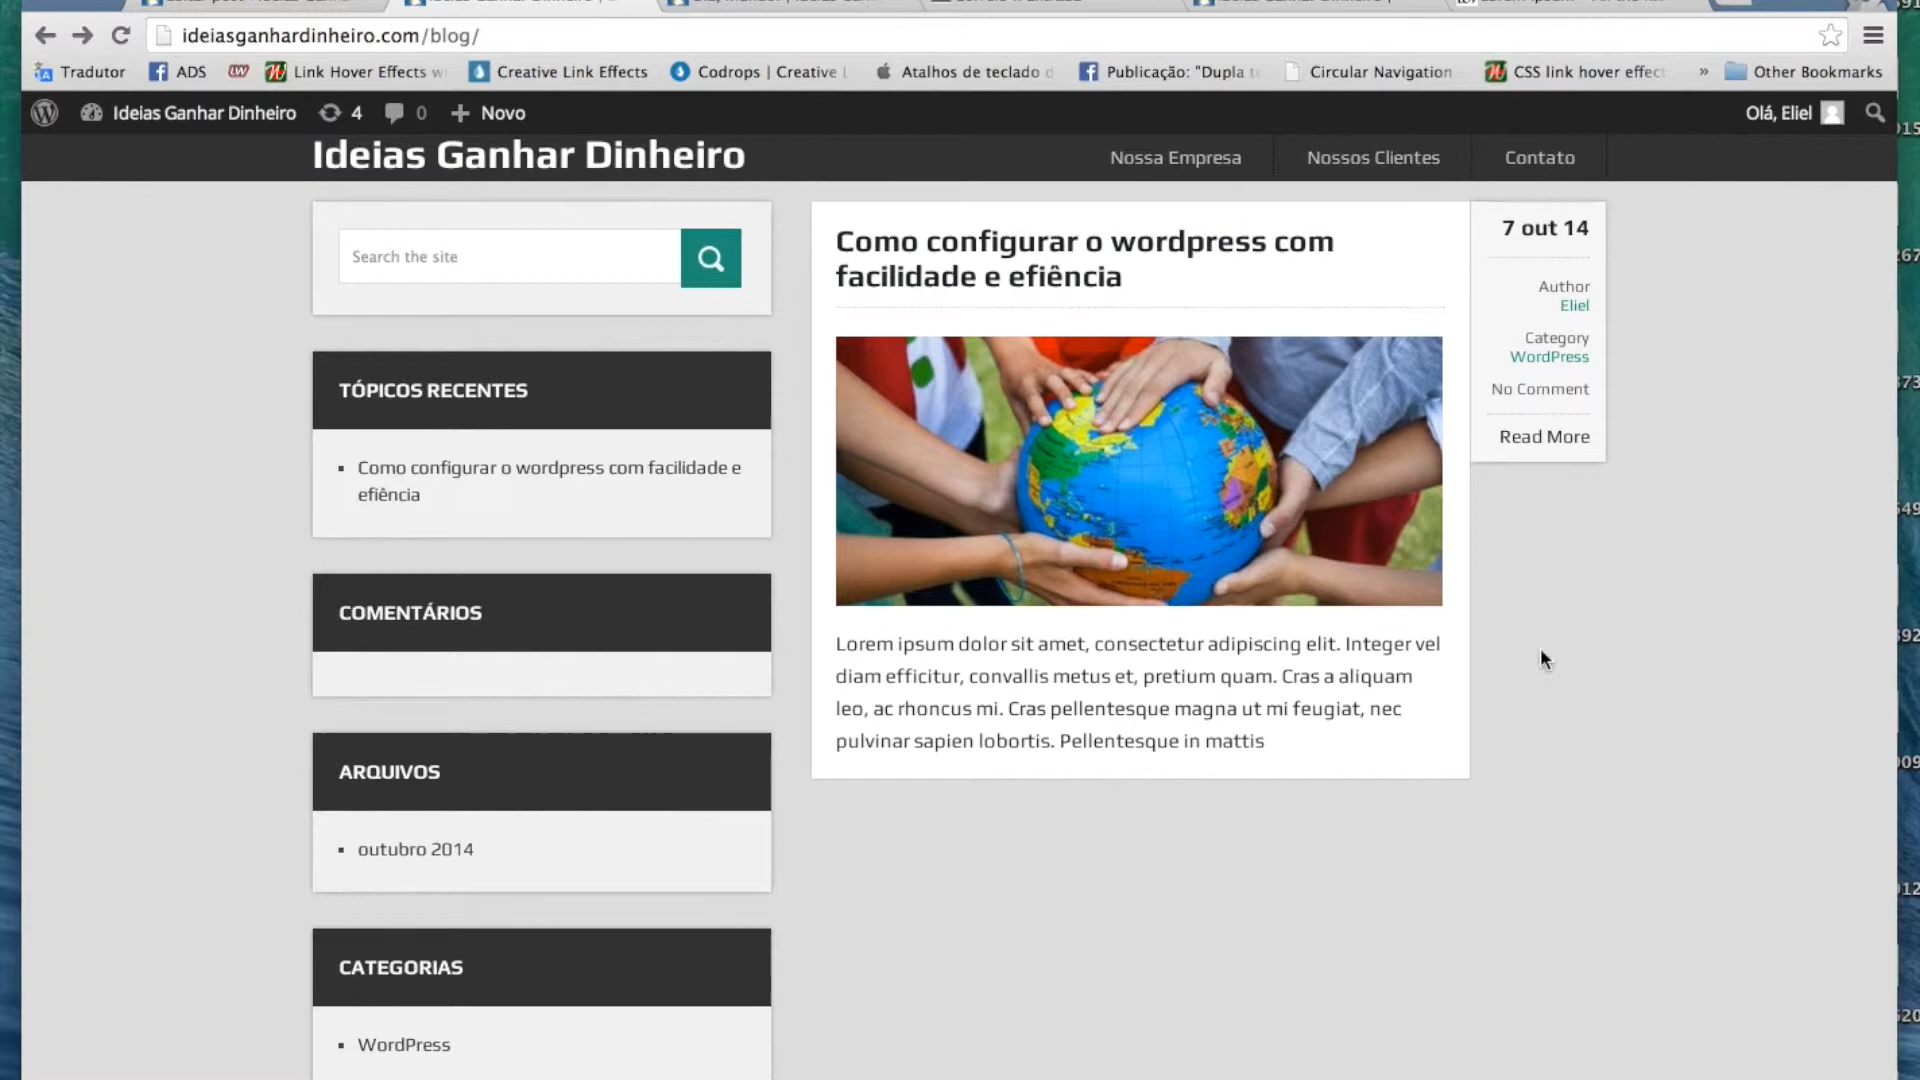 ideiasganhardinheiro.com/blog/
Tradutor ADS Link Hover Effects w Creative Link Effects Codrops | Creative L Atalhos de teclado d Publicação: "Dupla t Circular Navigation CSS link hover effect » Other Bookmarks
Ideias Ganhar Dinheiro 4 0 + Novo Olá, Eliel
Ideias Ganhar Dinheiro Nossa Empresa Nossos Clientes Contato
Search the site
TÓPICOS RECENTES
Como configurar o wordpress com facilidade e
efiência
COMENTÁRIOS
ARQUIVOS
outubro 2014
CATEGORIAS
WordPress
Como configurar o wordpress com
facilidade e efiência
Lorem ipsum dolor sit amet, consectetur adipiscing elit. Integer vel
diam efficitur, convallis metus et, pretium quam. Cras a aliquam
leo, ac rhoncus mi. Cras pellentesque magna ut mi feugiat, nec
pulvinar sapien lobortis. Pellentesque in mattis
7 out 14
Author
Eliel
Category
WordPress
No Comment
Read More